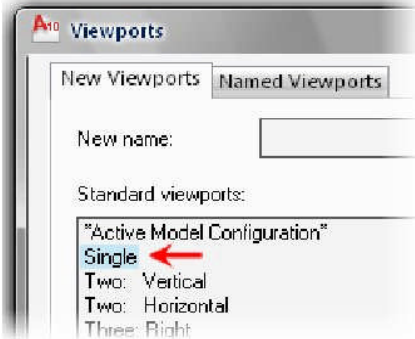 A10 Viewports
New Viewports Named Viewports
New name:
Standard viewports:
"Active Model Configuration"
Single
Two: Vertical
Two: Horizontal
Three: Right